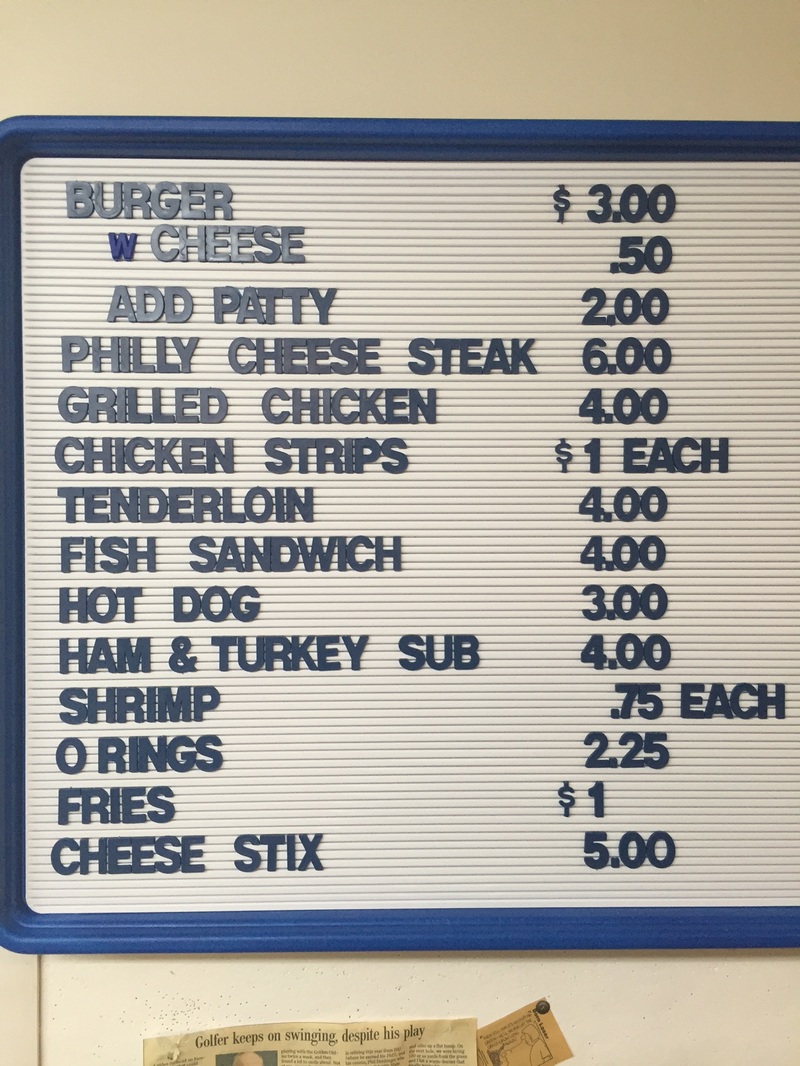 BURGER $ 3.00
W CHEESE .50
ADD PATTY 2.00
PHILLY CHEESE STEAK 6.00
GRILLED CHICKEN 4.00
CHICKEN STRIPS $ 1 EACH
TENDERLOIN 4.00
FISH SANDWICH 4.00
HOT DOG 3.00
HAM & TURKEY SUB 4.00
SHRIMP .75 EACH
O RINGS 2.25
FRIES $ 1
CHEESE STIX 5.00
Golfer keeps on swinging, despite his play